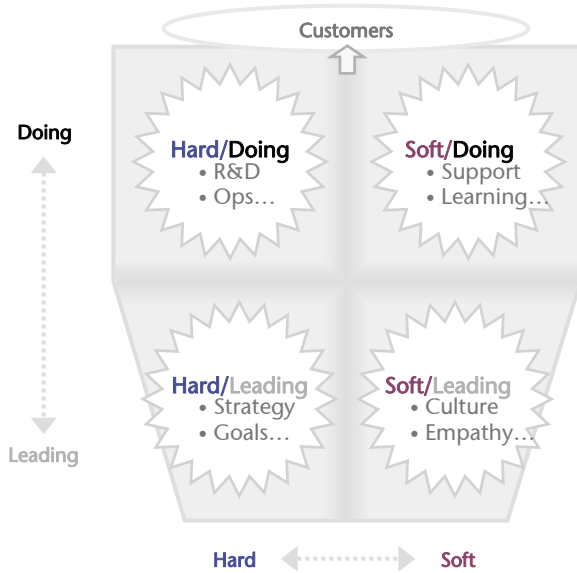 Customers
Doing
Hard/Doing
• R&D
• Ops…
Soft/Doing
• Support
• Learning…
Hard/Leading
• Strategy
• Goals…
Soft/Leading
• Culture
• Empathy…
Leading
Hard
Soft